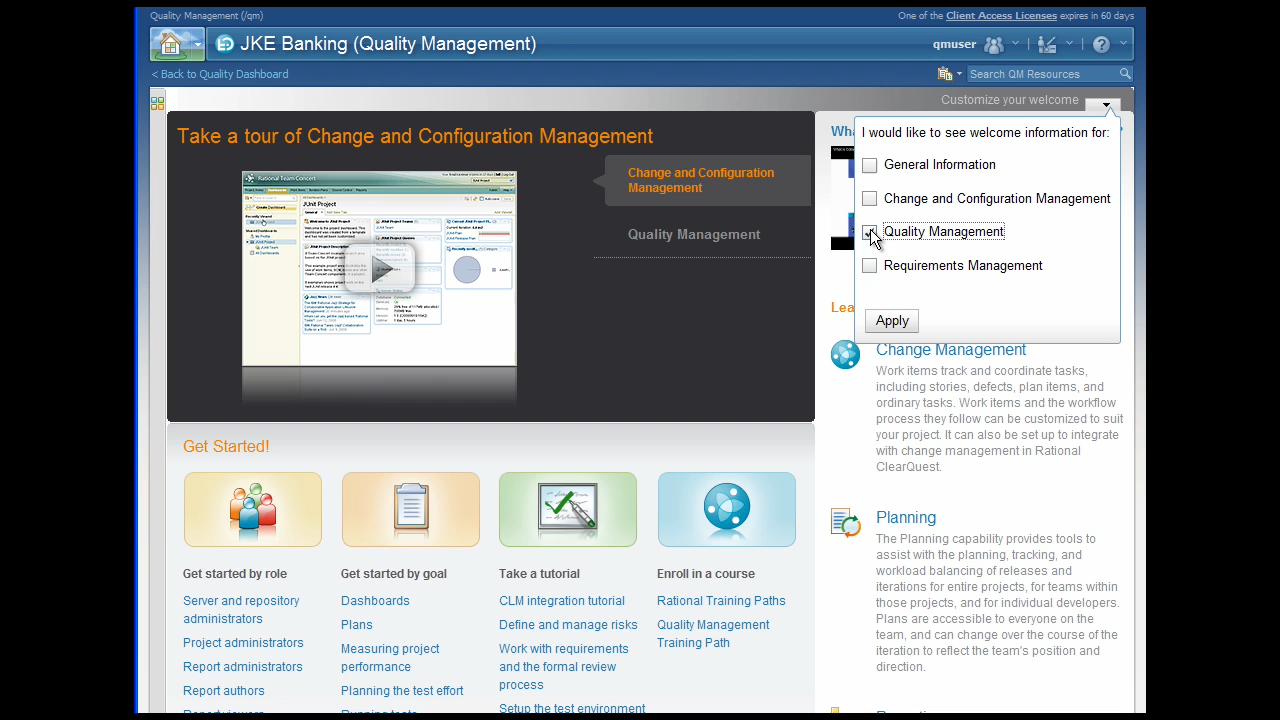 Quality Management (/qm)
One of the Client Access Licenses expires in 60 days
JKE Banking (Quality Management)
qmuser
< Back to Quality Dashboard
Search QM Resources
Customize your welcome
Take a tour of Change and Configuration Management
I would like to see welcome information for:
General Information
Change and Configuration Management
Quality Management
Requirements Management
Apply
Rational Team Concert
JUnit Project
Change and Configuration
Management
Quality Management
Change Management
Work items track and coordinate tasks,
including stories, defects, plan items, and
ordinary tasks. Work items and the workflow
process they follow can be customized to suit
your project. It can also be set up to integrate
with change management in Rational
ClearQuest.
Planning
The Planning capability provides tools to
assist with the planning, tracking, and
workload balancing of releases and
iterations for entire projects, for teams within
those projects, and for individual developers.
Plans are accessible to everyone on the
team, and can change over the course of the
iteration to reflect the team's position and
direction.
Get Started!
Get started by role
Server and repository
administrators
Project administrators
Report administrators
Report authors
Get started by goal
Dashboards
Plans
Measuring project
performance
Planning the test effort
Take a tutorial
CLM integration tutorial
Define and manage risks
Work with requirements
and the formal review
process
Setup the test environment
Enroll in a course
Rational Training Paths
Quality Management
Training Path